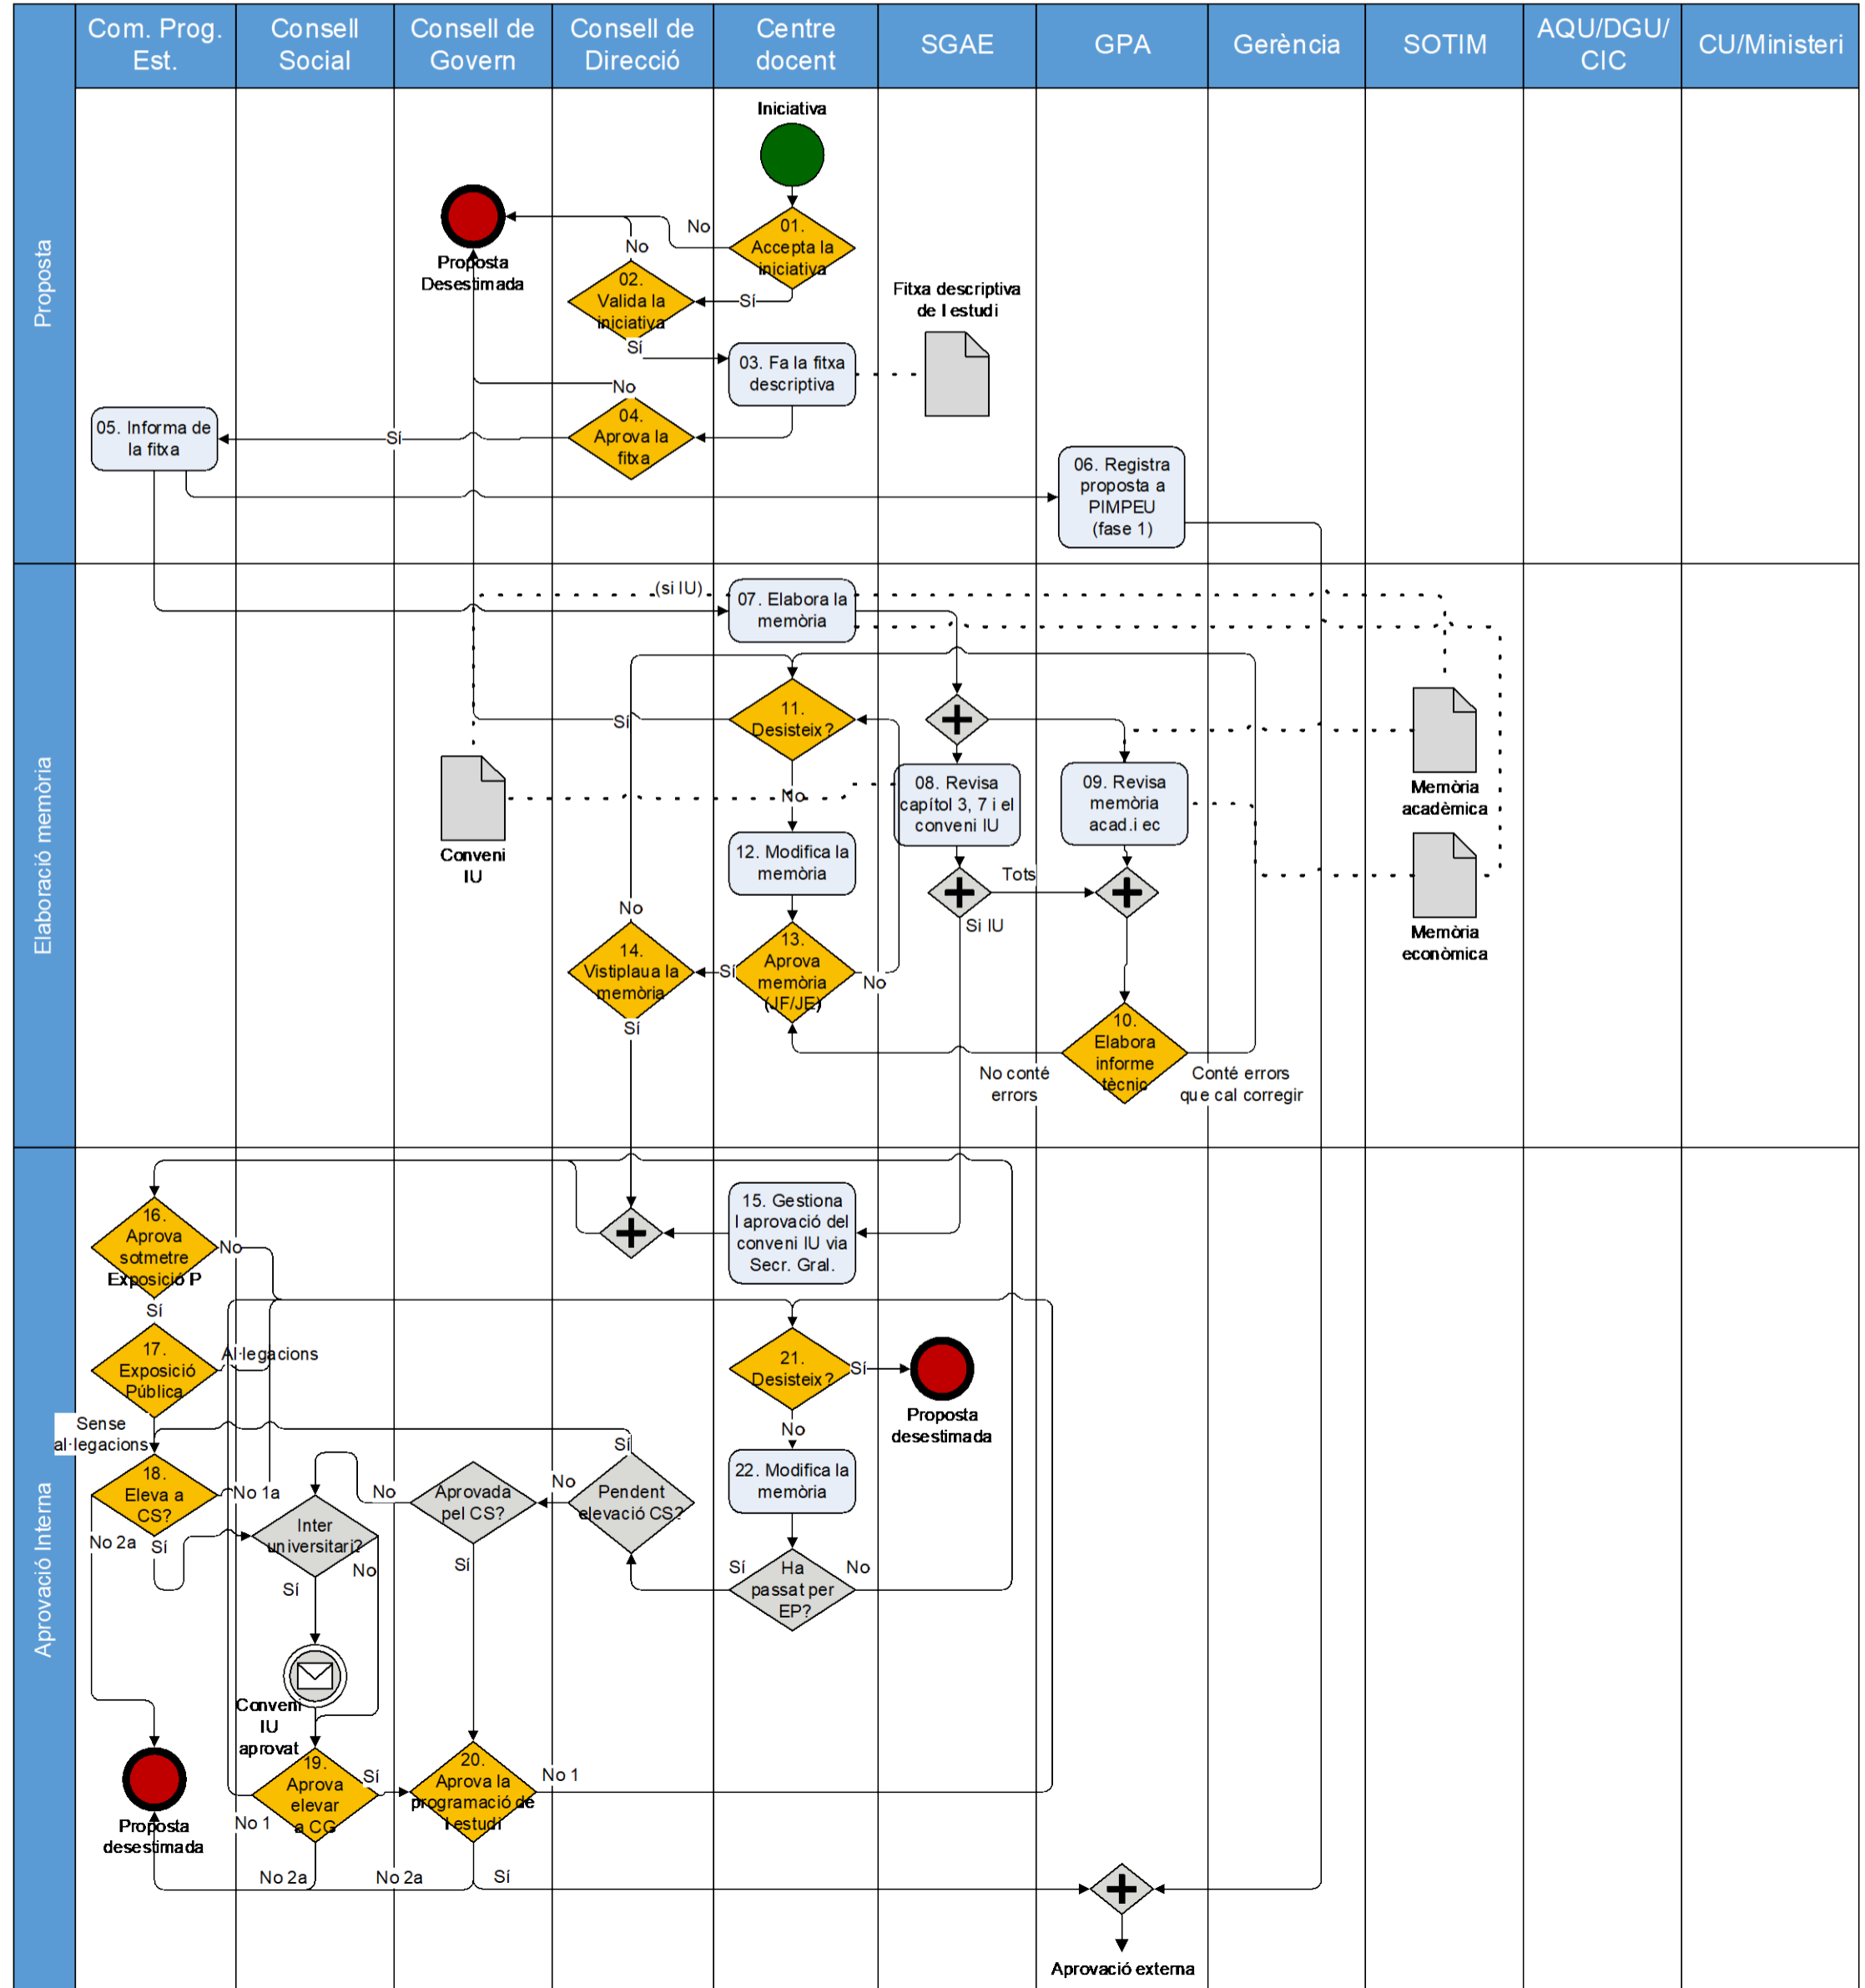 Com. Prog.
Est.
Consell
Social
Consell de
Govern
Consell de
Direcció
Centre
docent
SGAE
GPA
Gerència
SOTIM
AQU/DGU/
CIC
CU/Ministeri
Proposta
Iniciativa
01.
Accepta la
iniciativa
No
No
Proposta
Desestimada
02.
Valida la
iniciativa
Sí
Sí
Fitxa descriptiva
de l estudi
03. Fa la fitxa
descriptiva
No
04.
Aprova la
fitxa
Sí
05. Informa de
la fitxa
06. Registra
proposta a
PIMPEU
(fase 1)
Elaboració memòria
(si IU)
07. Elabora la
memòria
11.
Desisteix?
Sí
No
08. Revisa
capítol 3, 7 i el
conveni IU
09. Revisa
memòria
acad.i ec
Memòria
acadèmica
Conveni
IU
12. Modifica la
memòria
Tots
Si IU
Memòria
econòmica
No
14.
Vistiplaua la
memòria
Sí
13.
Aprova
memòria
(JF/JE)
No
Sí
10.
Elabora
informe
tècnic
No conté
errors
Conté errors
que cal corregir
Aprovació Interna
16.
Aprova
sotmetre
Exposició P
No
Sí
15. Gestiona
l aprovació del
conveni IU via
Secr. Gral.
17.
Exposició
Pública
Al·legacions
21.
Desisteix?
Sí
Proposta
desestimada
No
Sense
al·legacions
18.
Eleva a
CS?
No 1a
No 2a
Sí
Inter
universitari?
No
Sí
No
Aprovada
pel CS?
Sí
No
Pendent
elevació CS?
Sí
22. Modifica la
memòria
Sí
Ha
passat per
EP?
No
Conveni
IU
aprovat
19.
Aprova
elevar
a CG
Sí
No 1
No 2a
20.
Aprova la
programació de
l estudi
No 1
No 2a
Sí
Proposta
desestimada
Aprovació externa